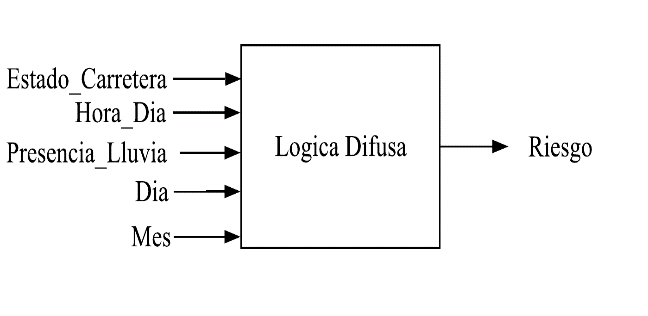 Estado_Carretera
Hora_Dia
Presencia_Lluvia
Dia
Mes
Logica Difusa
Riesgo